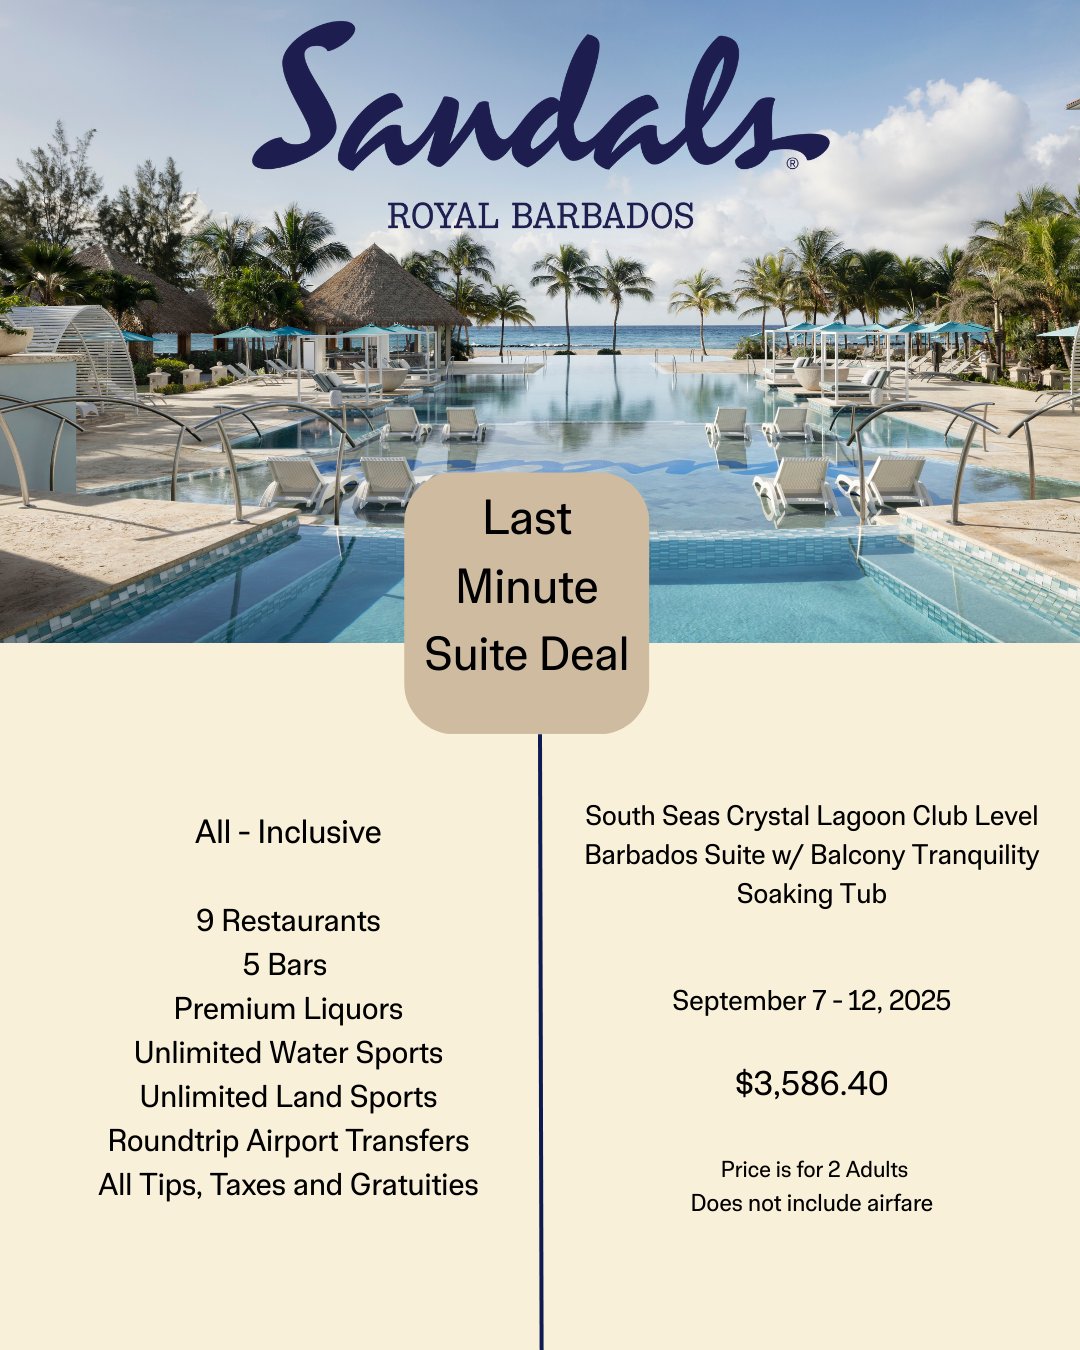 Sandals®
ROYAL BARBADOS
Last
Minute
Suite Deal
All - Inclusive
9 Restaurants
5 Bars
Premium Liquors
Unlimited Water Sports
Unlimited Land Sports
Roundtrip Airport Transfers
All Tips, Taxes and Gratuities
South Seas Crystal Lagoon Club Level
Barbados Suite w/ Balcony Tranquility
Soaking Tub
September 7 - 12, 2025
$3,586.40
Price is for 2 Adults
Does not include airfare